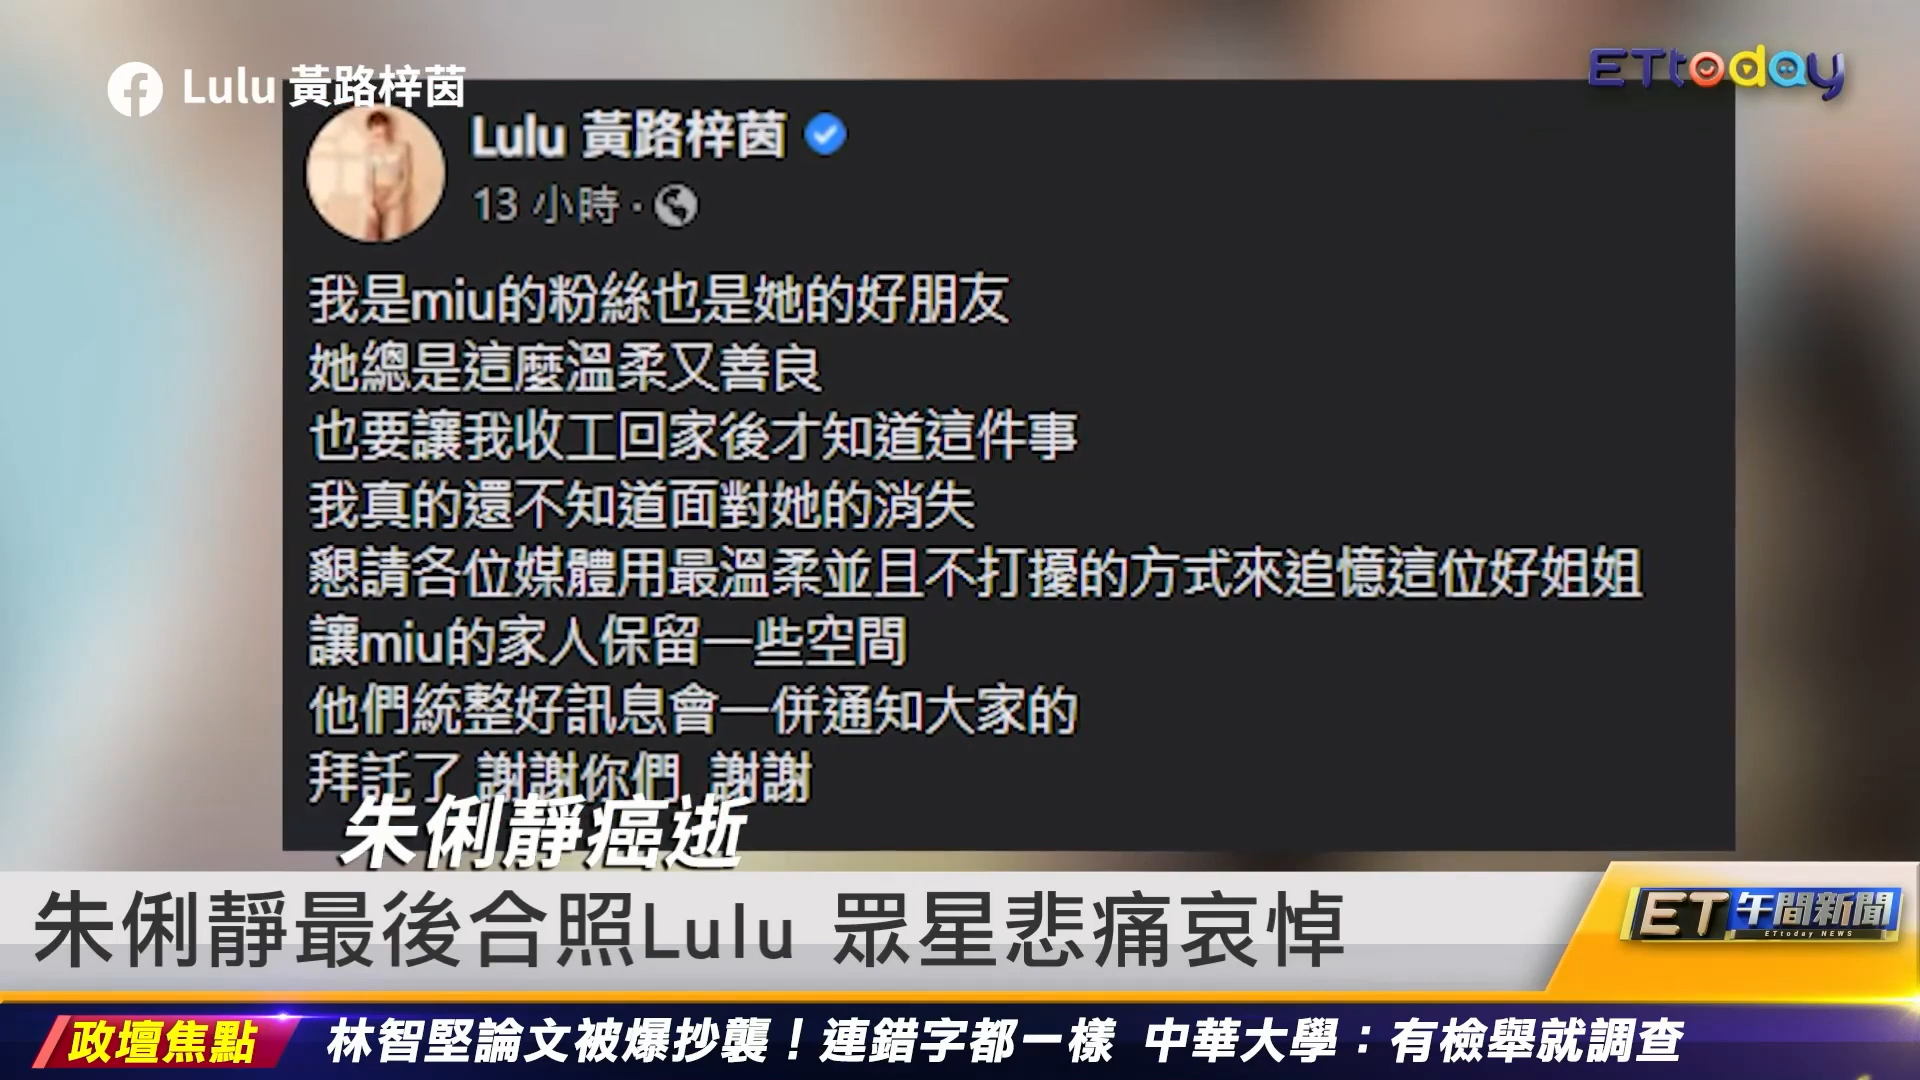 Lulu 黃路梓茵
ETtoday
Lulu 黃路梓茵
13 小時 ·
我是miu的粉絲也是她的好朋友
她總是這麼溫柔又善良
也要讓我收工回家後才知道這件事
我真的還不知道面對她的消失
懇請各位媒體用最溫柔並且不打擾的方式來追憶這位好姐姐
讓miu的家人保留一些空間
他們統整好訊息會一併通知大家的
拜託了 謝謝你們 謝謝
朱俐靜癌逝
朱俐靜最後合照Lulu 眾星悲痛哀悼
ET午間新聞
ETtoday NEWS
政壇焦點 林智堅論文被爆抄襲！連錯字都一樣 中華大學：有檢舉就調查